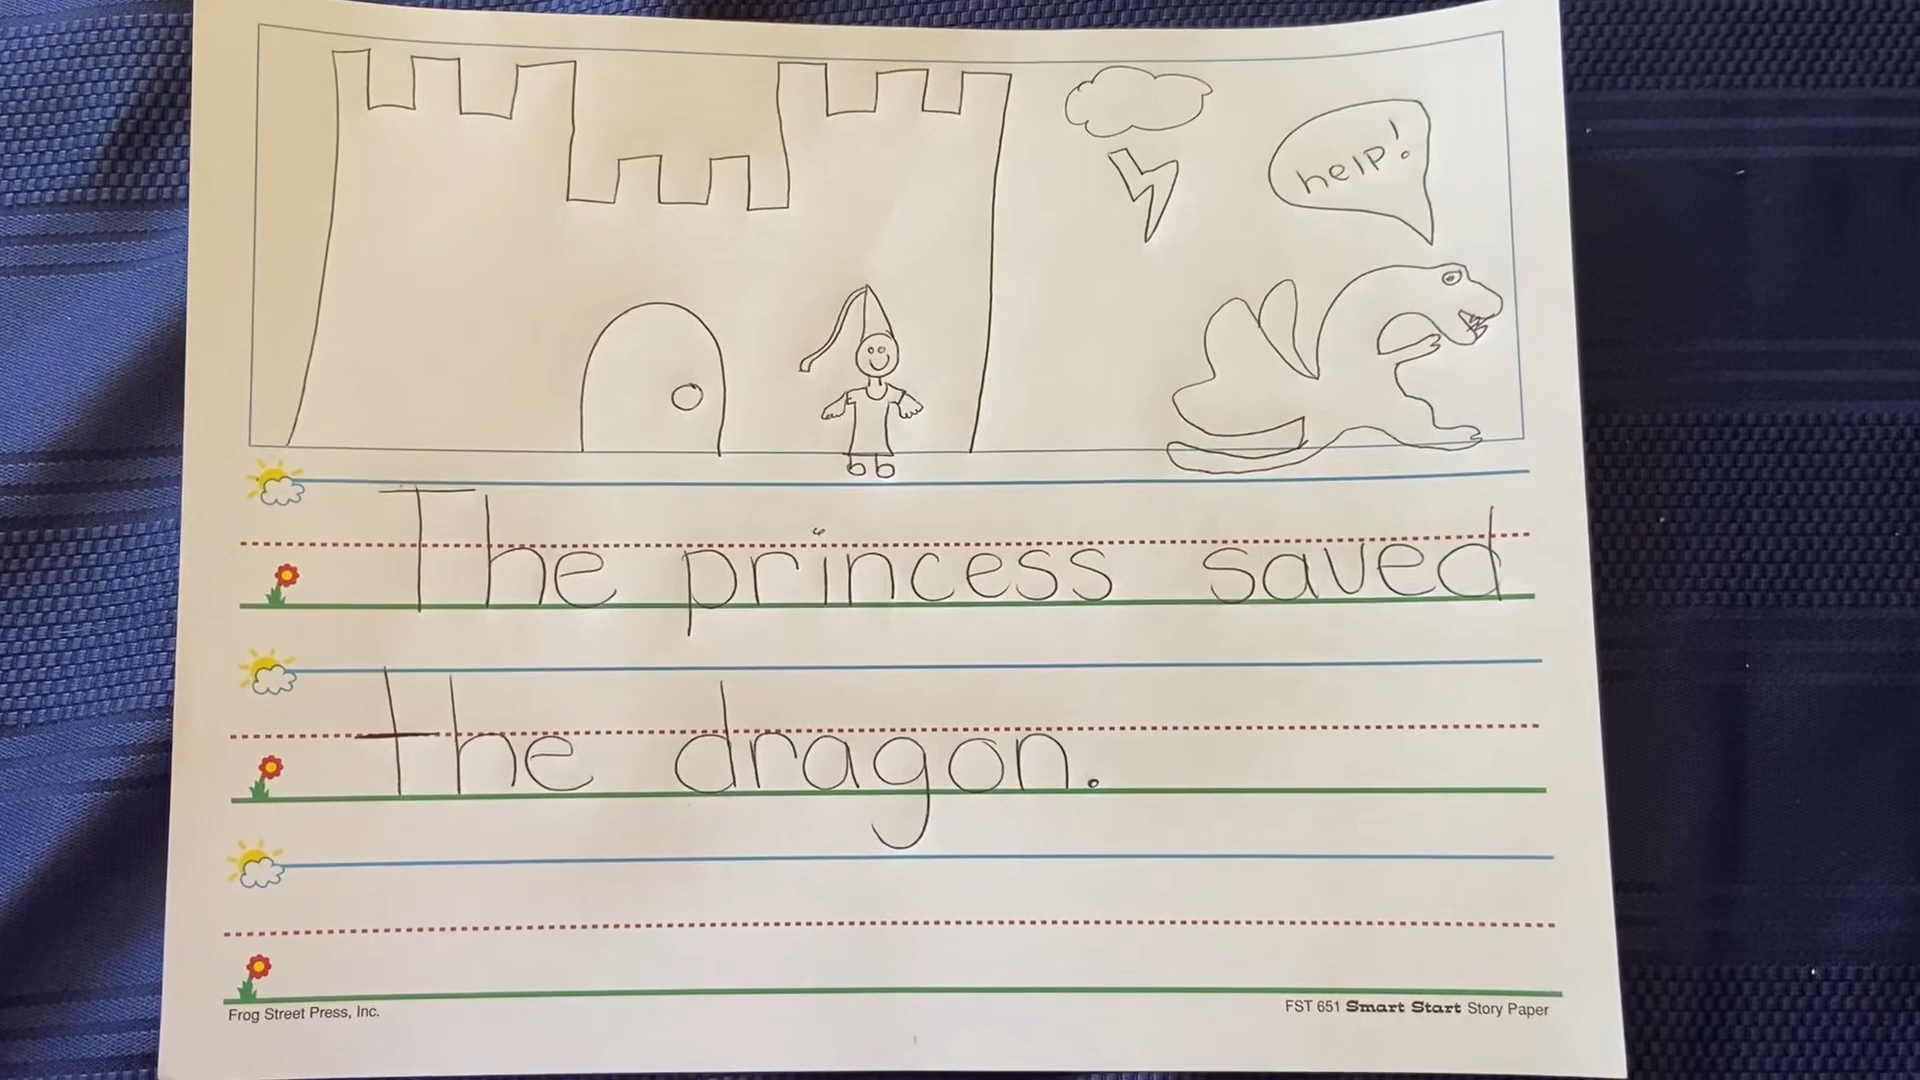 help!
The princess saved
the dragon.
Frog Street Press, Inc.
FST 651 Smart Start Story Paper